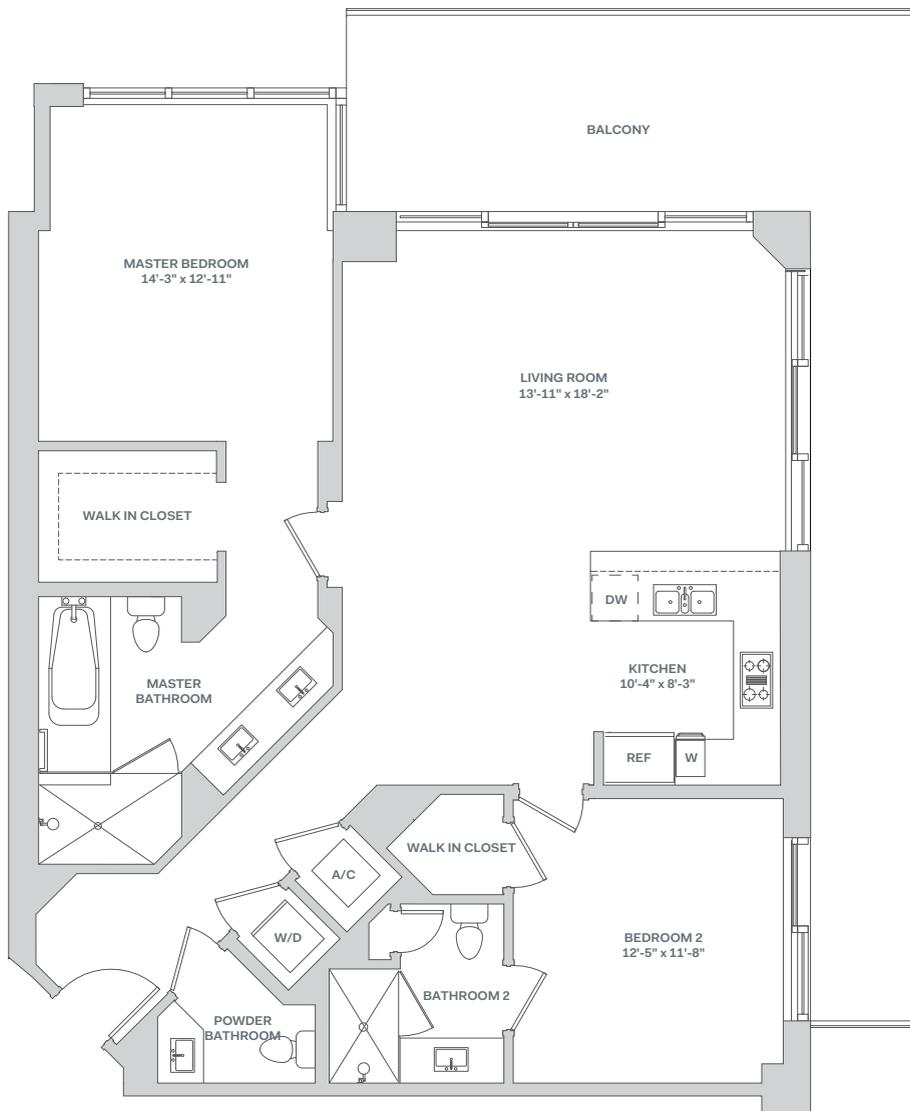 BALCONY
MASTER BEDROOM
14'-3" x 12'-11"
LIVING ROOM
13'-11" x 18'-2"
WALK IN CLOSET
DW
KITCHEN
10'-4" x 8'-3"
MASTER
BATHROOM
REF
W
WALK IN CLOSET
A/C
W/D
BEDROOM 2
12'-5" x 11'-8"
BATHROOM 2
POWDER
BATHROOM